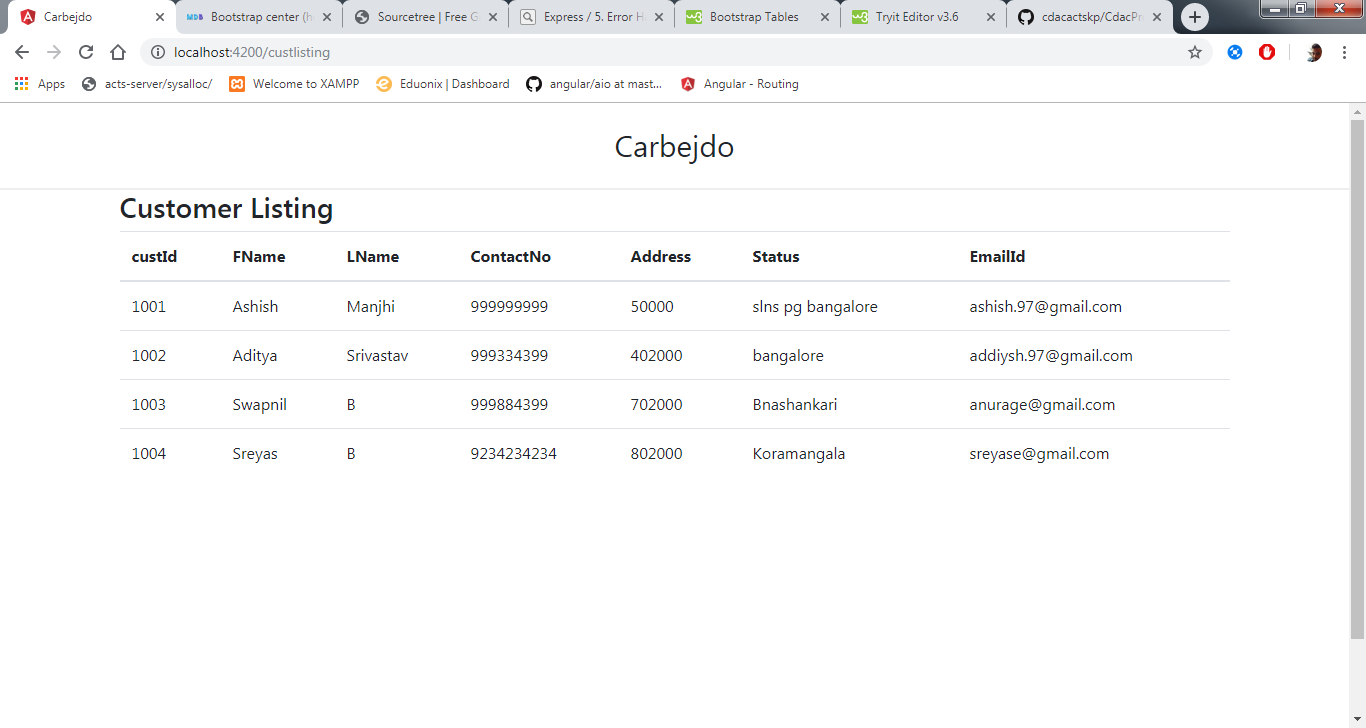 Carbejdo
Bootstrap center (h
Sourcetree | Free G
Express / 5. Error H
Bootstrap Tables
Tryit Editor v3.6
cdacactskp/CdacPr
localhost:4200/custlisting
Apps
acts-server/sysalloc/
Welcome to XAMPP
Eduonix | Dashboard
angular/aio at mast...
Angular - Routing
Carbejdo
Customer Listing
custId FName LName ContactNo Address Status EmailId
1001 Ashish Manjhi 999999999 50000 slns pg bangalore ashish.97@gmail.com
1002 Aditya Srivastav 999334399 402000 bangalore addiysh.97@gmail.com
1003 Swapnil B 999884399 702000 Bnashankari anurage@gmail.com
1004 Sreyas B 9234234234 802000 Koramangala sreyase@gmail.com